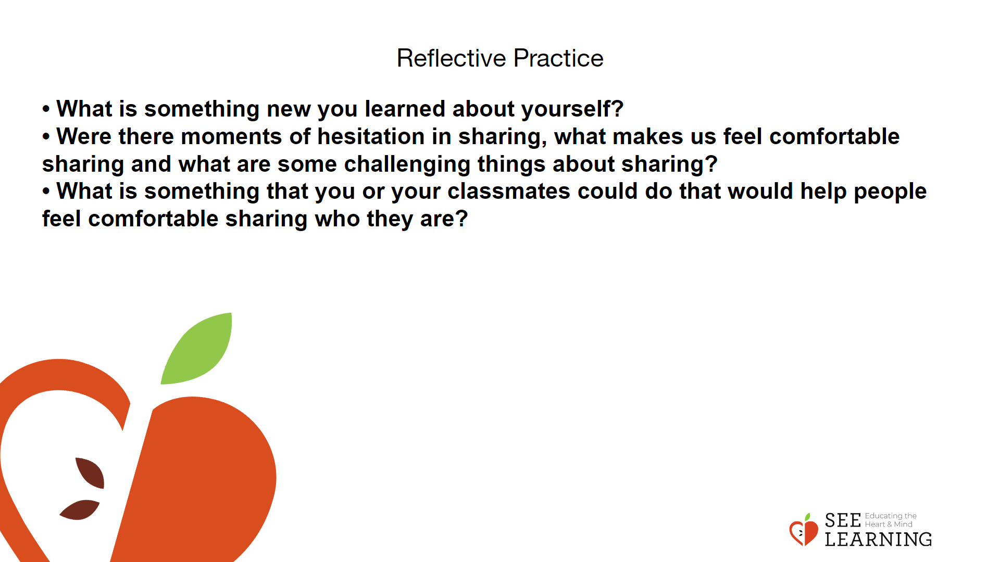 Reflective Practice
• What is something new you learned about yourself?
• Were there moments of hesitation in sharing, what makes us feel comfortable
sharing and what are some challenging things about sharing?
• What is something that you or your classmates could do that would help people
feel comfortable sharing who they are?
SEE Educating the
Heart & Mind
LEARNING